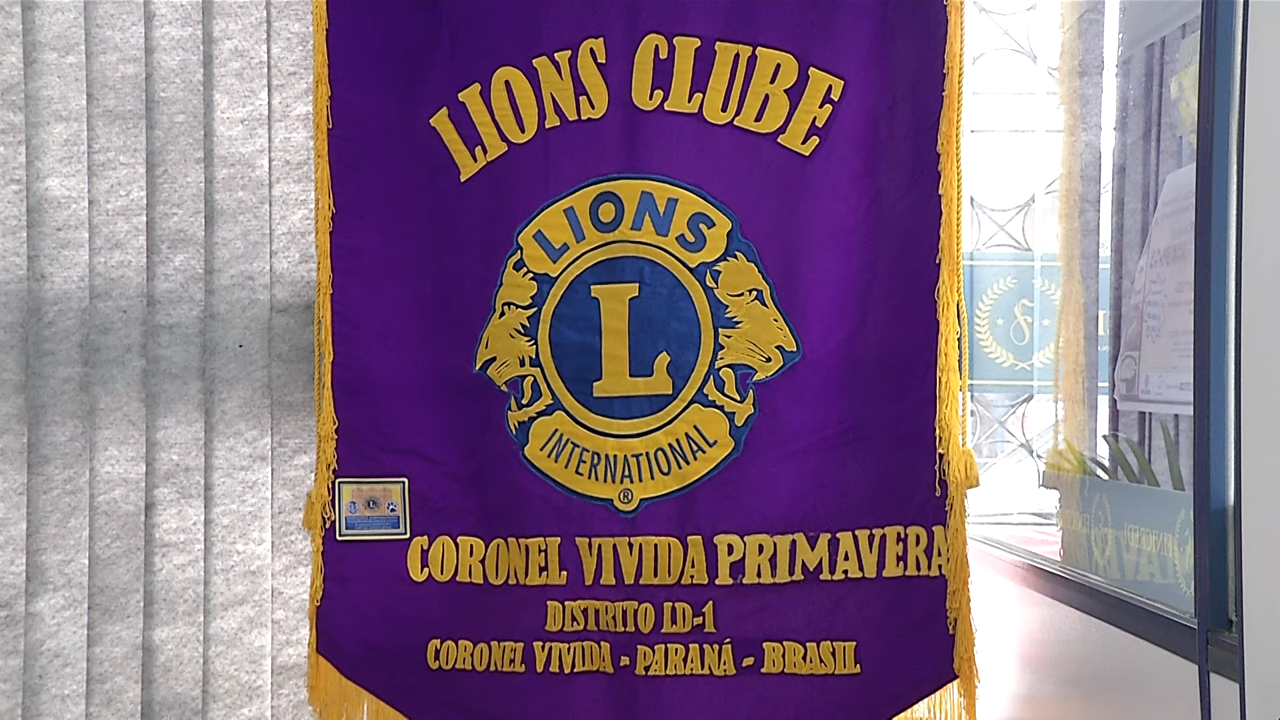 LIONS CLUBE
LIONS
L
INTERNATIONAL
®
CORONEL VIVIDA PRIMAVERA
DISTRITO LD-1
CORONEL VIVIDA - PARANÁ - BRASIL